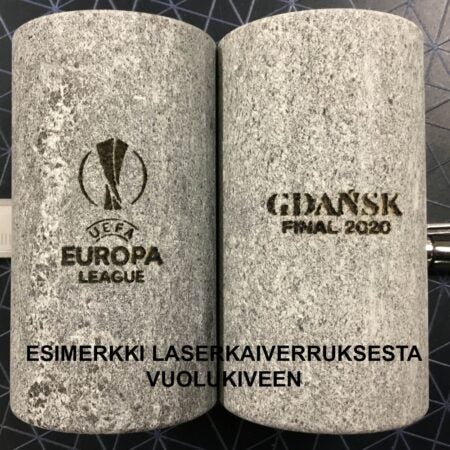 UEFA
EUROPA
LEAGUE
GDAŃSK
FINAL 2020
ESIMERKKI LASERKAIVERRUKSESTA
VUOLUKIVEEN